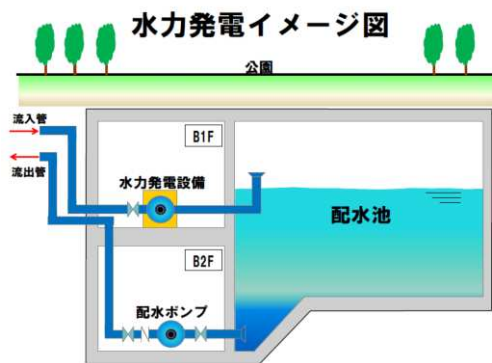 水力発電イメージ図
公園
流入管
流出管
B1F
水力発電設備
配水池
B2F
配水ポンプ